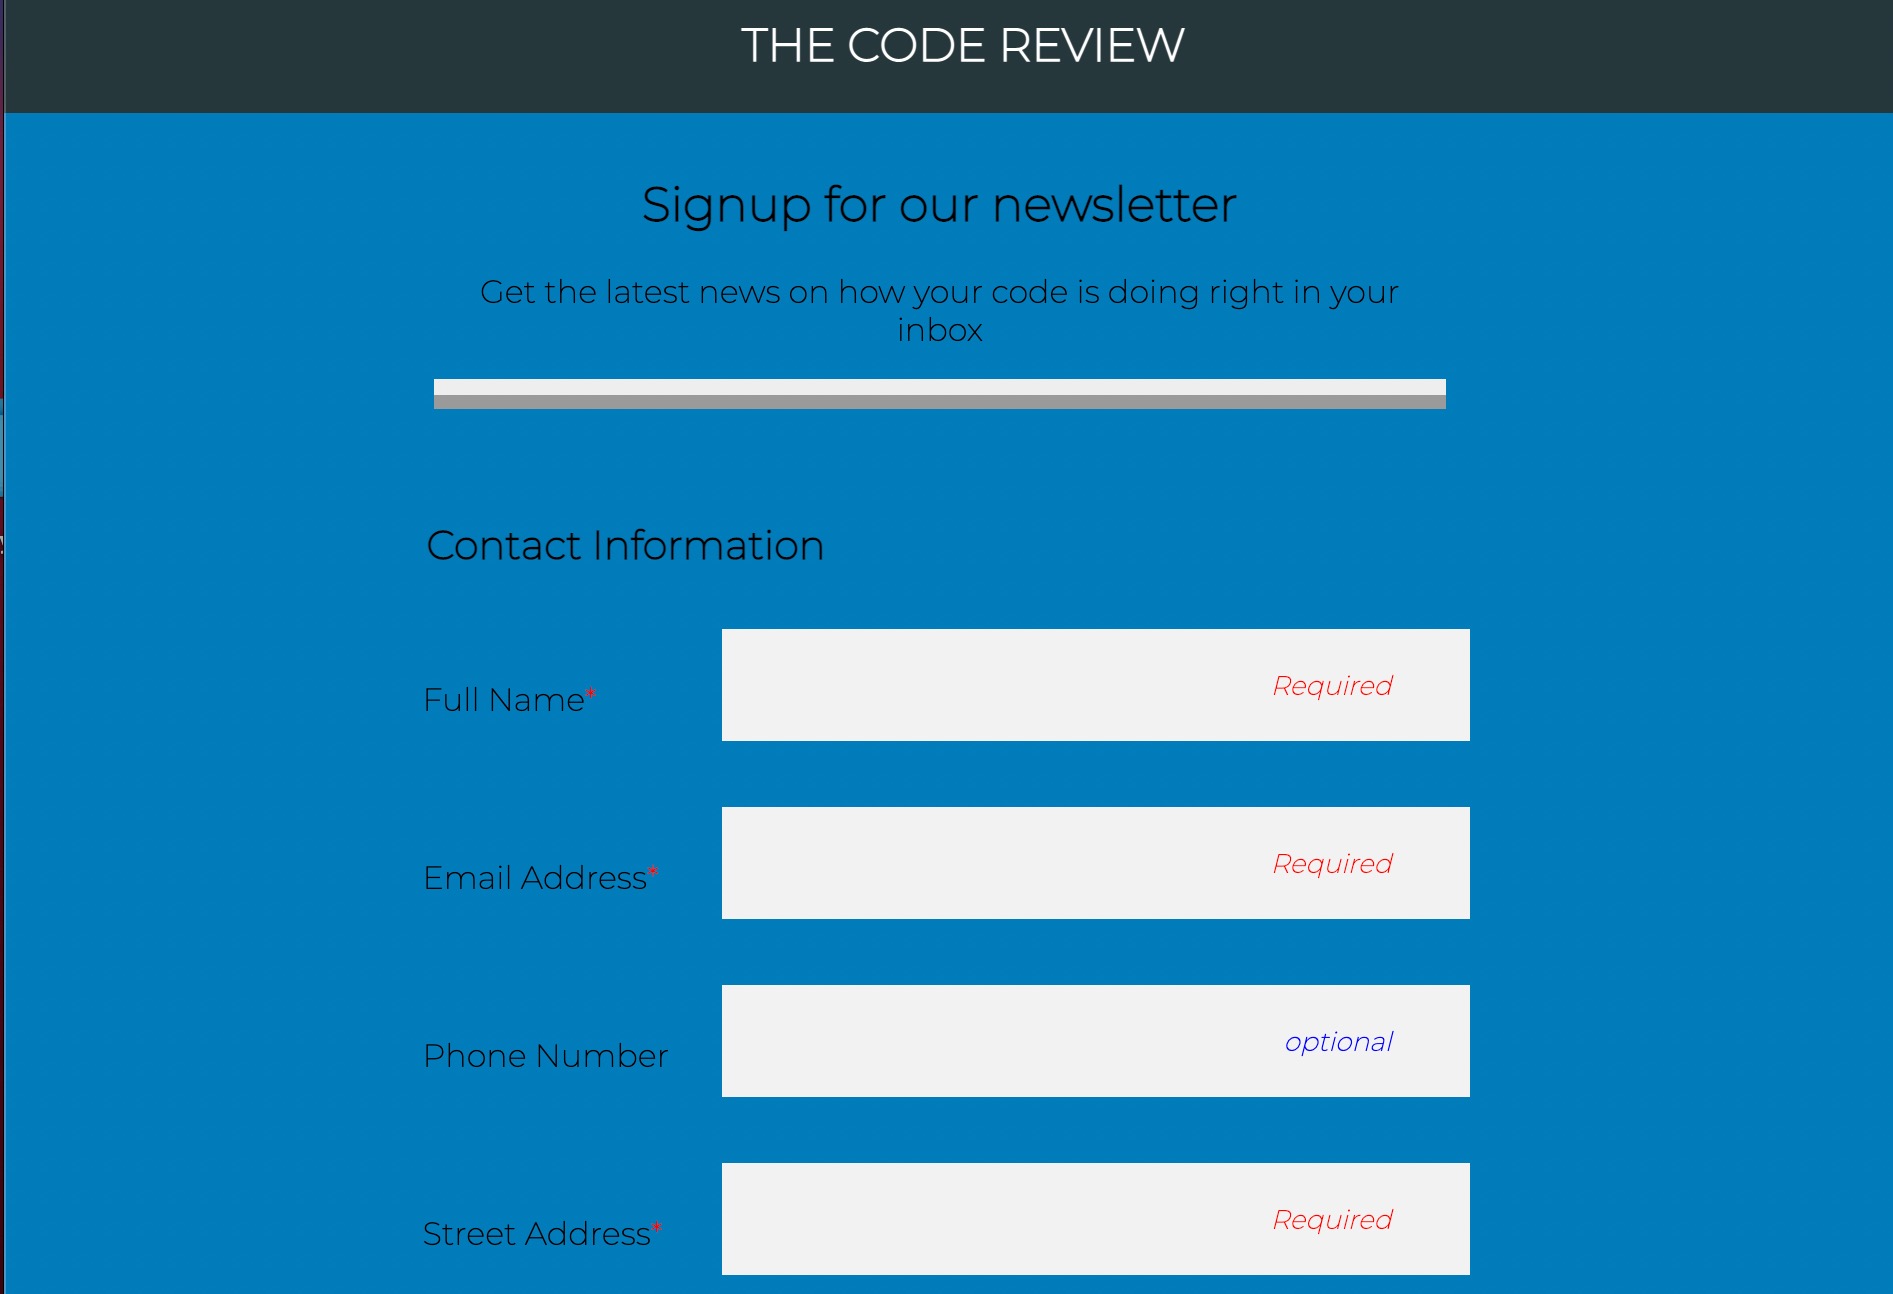 THE CODE REVIEW
Signup for our newsletter
Get the latest news on how your code is doing right in your
inbox
Contact Information
Full Name*
Required
Email Address*
Required
Phone Number
optional
Street Address*
Required